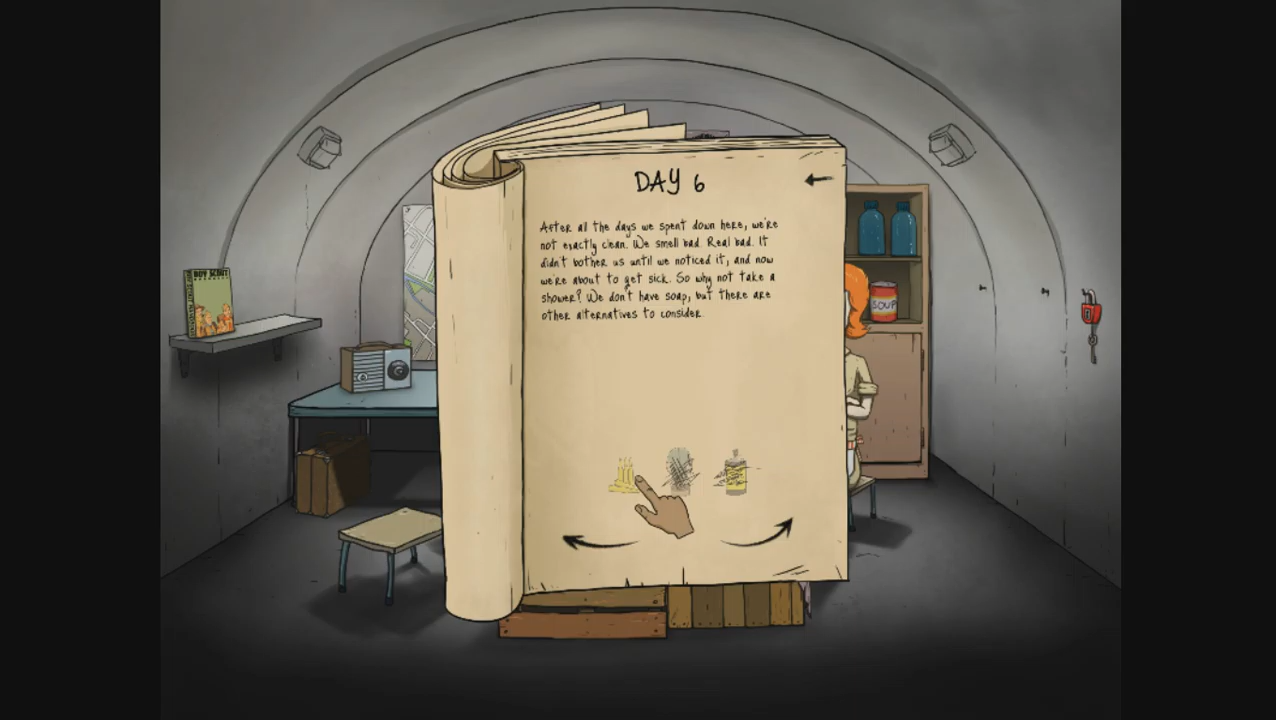 DAY 6
After all the days we spent down here, we're
not exactly clean. We smell bad. Real bad. It
didn't bother us until we noticed it, and now
we're about to get sick. So why not take a
shower? We don't have soap, but there are
other alternatives to consider.
BOY SCOUT
SOUP